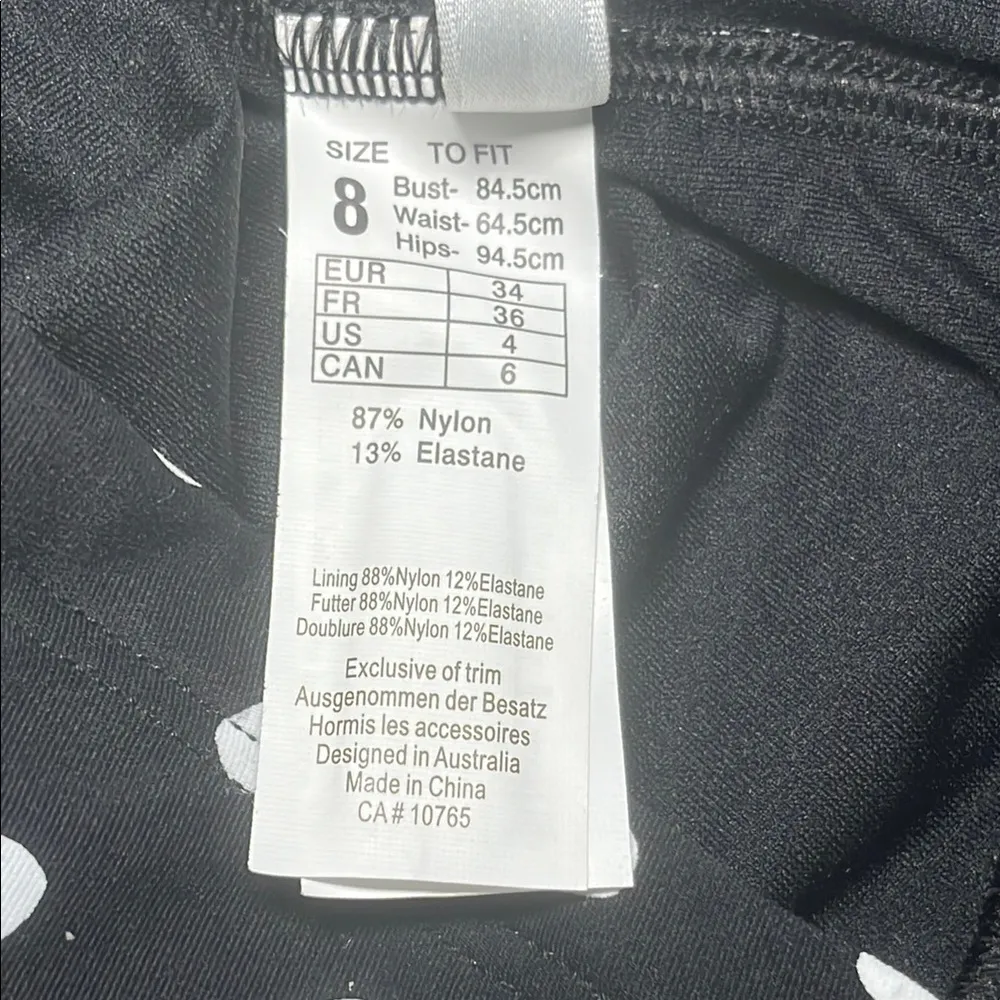 SIZE TO FIT
8 Bust- 84.5cm
Waist- 64.5cm
Hips- 94.5cm
EUR 34
FR 36
US 4
CAN 6
87% Nylon
13% Elastane
Lining 88%Nylon 12%Elastane
Futter 88%Nylon 12%Elastane
Doublure 88%Nylon 12%Elastane
Exclusive of trim
Ausgenommen der Besatz
Hormis les accessoires
Designed in Australia
Made in China
CA# 10765